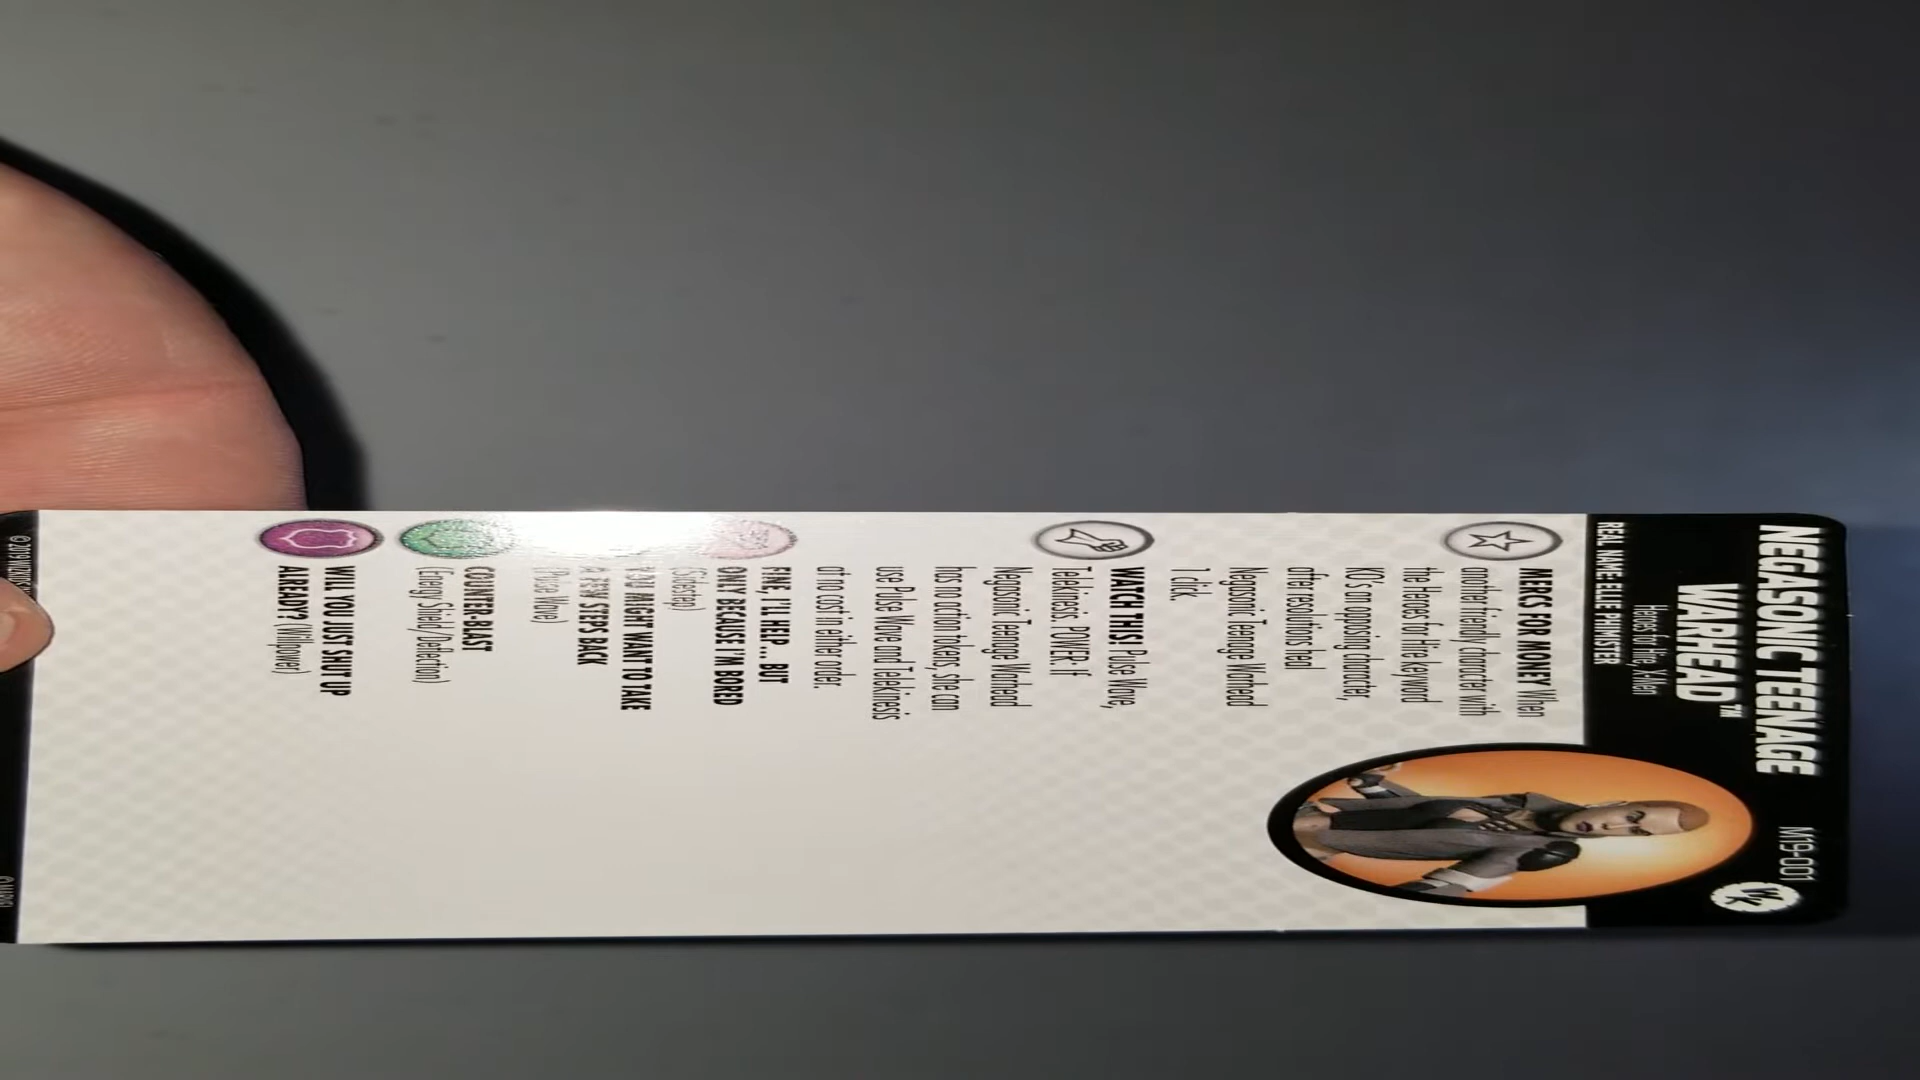 NEGASONIC TEENAGE
WARHEAD™
M19-001
Heroes for Hire, X-Men
REAL NAME: ELLIE PHIMISTER
MERCS FOR MONEY When
another friendly character with
the Heroes for Hire keyword
KO's an opposing character,
after resolutions heal
Negasonic Teenage Warhead
1 click.
WATCH THIS! Pulse Wave,
Telekinesis. POWER: If
Negasonic Teenage Warhead
has no action tokens, she can
use Pulse Wave and Telekinesis
at no cost in either order.
FINE, I'LL HELP... BUT
ONLY BECAUSE I'M BORED
(Sidestep)
YOU MIGHT WANT TO TAKE
A FEW STEPS BACK
(Pulse Wave)
COUNTER-BLAST
(Energy Shield/Deflection)
WILL YOU JUST SHUT UP
ALREADY? (Willpower)
©2019 WIZKIDS
© MARVEL